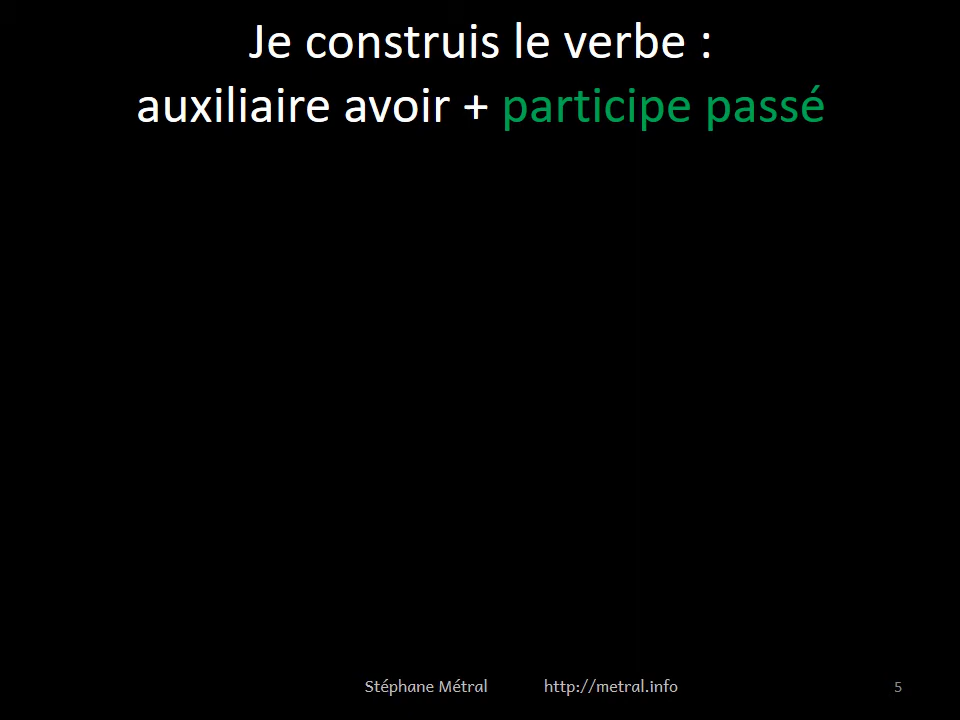 Je construis le verbe :
auxiliaire avoir + participe passé
Stéphane Métral http://metral.info 5